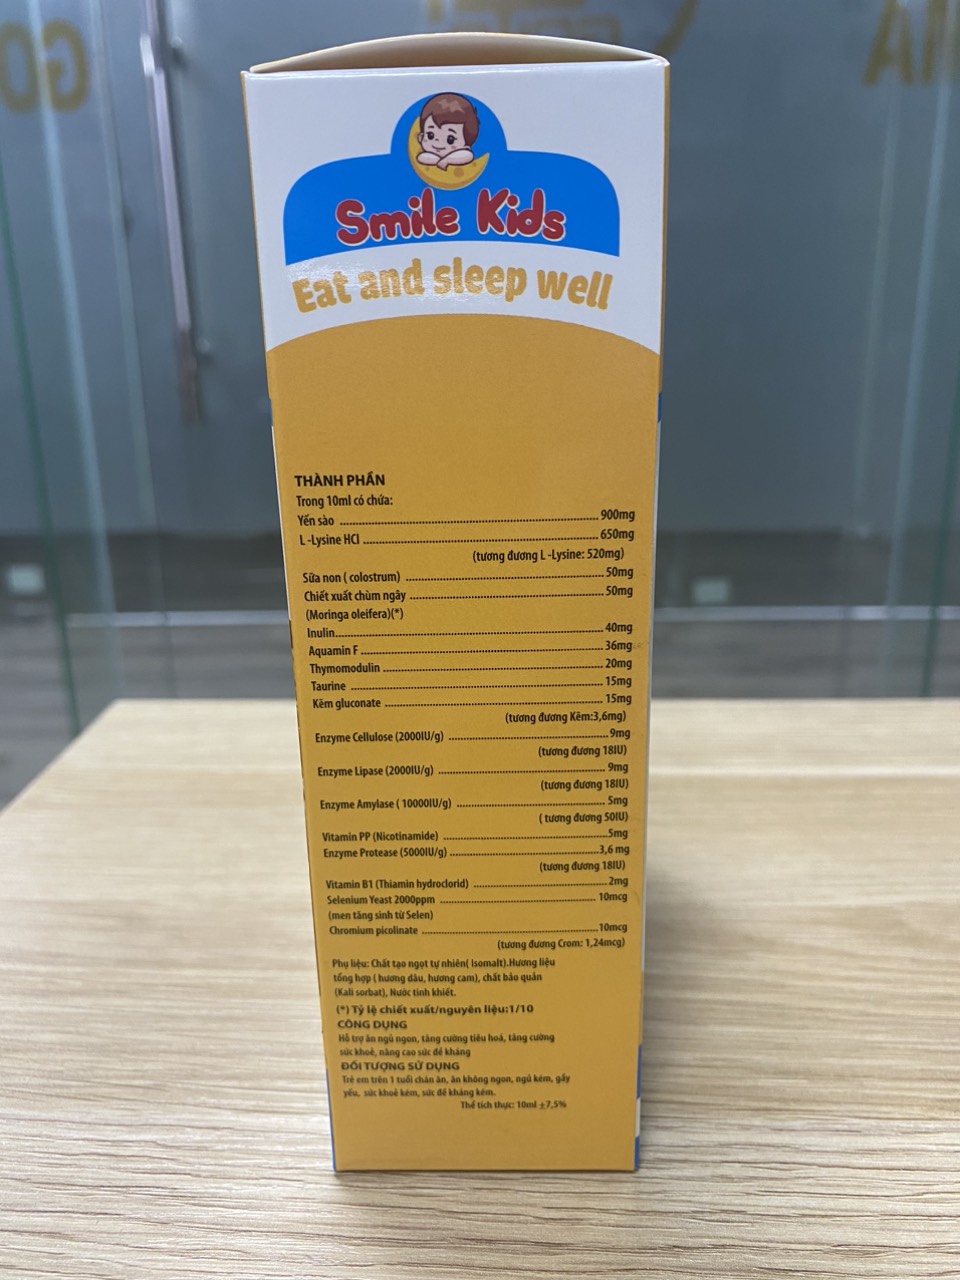 GO
IA
Smile Kids
Eat and sleep well
THÀNH PHẦN
Trong 10ml có chứa:
Yến sào ........ 900mg
L -Lysine HCl ........ 650mg
(tương đương L -Lysine: 520mg)
Sữa non ( colostrum) ........ 50mg
Chiết xuất chùm ngây ........ 50mg
(Moringa oleifera)(*)
Inulin ........ 40mg
Aquamin F ........ 36mg
Thymomodulin ........ 20mg
Taurine ........ 15mg
Kẽm gluconate ........ 15mg
(tương đương Kẽm:3,6mg)
Enzyme Cellulose (2000IU/g) ........ 9mg
(tương đương 18IU)
Enzyme Lipase (2000IU/g) ........ 9mg
(tương đương 18IU)
Enzyme Amylase ( 10000IU/g) ........ 5mg
( tương đương 50IU)
Vitamin PP (Nicotinamide) ........ 5mg
Enzyme Protease (5000IU/g) ........ 3,6 mg
(tương đương 18IU)
Vitamin B1 (Thiamin hydroclorid) ........ 2mg
Selenium Yeast 2000ppm ........ 10mcg
(men tăng sinh từ Selen)
Chromium picolinate ........ 10mcg
(tương đương Crom: 1,24mcg)
Phụ liệu: Chất tạo ngọt tự nhiên( Isomalt).Hương liệu
tổng hợp ( hương dâu, hương cam), chất bảo quản
(Kali sorbat), Nước tinh khiết.
(*) Tỷ lệ chiết xuất/nguyên liệu:1/10
CÔNG DỤNG
Hỗ trợ ăn ngủ ngon, tăng cường tiêu hoá, tăng cường
sức khoẻ, nâng cao sức đề kháng
ĐỐI TƯỢNG SỬ DỤNG
Trẻ em trên 1 tuổi chán ăn, ăn không ngon, ngủ kém, gầy
yếu, sức khoẻ kém, sức đề kháng kém.
Thể tích thực: 10ml ±7,5%